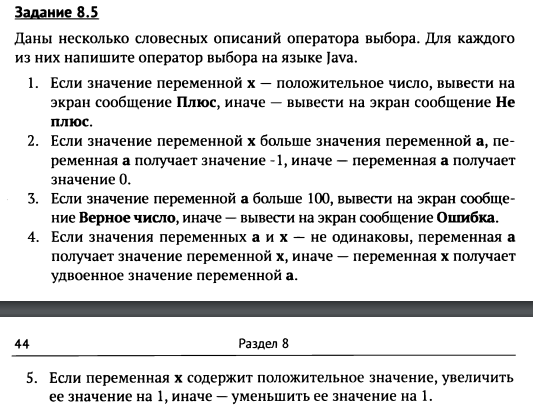 Задание 8.5
Даны несколько словесных описаний оператора выбора. Для каждого
из них напишите оператор выбора на языке Java.
1. Если значение переменной x — положительное число, вывести на
экран сообщение Плюс, иначе — вывести на экран сообщение Не
плюс.
2. Если значение переменной x больше значения переменной a, пе-
ременная a получает значение -1, иначе — переменная a получает
значение 0.
3. Если значение переменной a больше 100, вывести на экран сообще-
ние Верное число, иначе — вывести на экран сообщение Ошибка.
4. Если значения переменных a и x — не одинаковы, переменная a
получает значение переменной x, иначе — переменная x получает
удвоенное значение переменной a.
44 Раздел 8
5. Если переменная x содержит положительное значение, увеличить
ее значение на 1, иначе — уменьшить ее значение на 1.